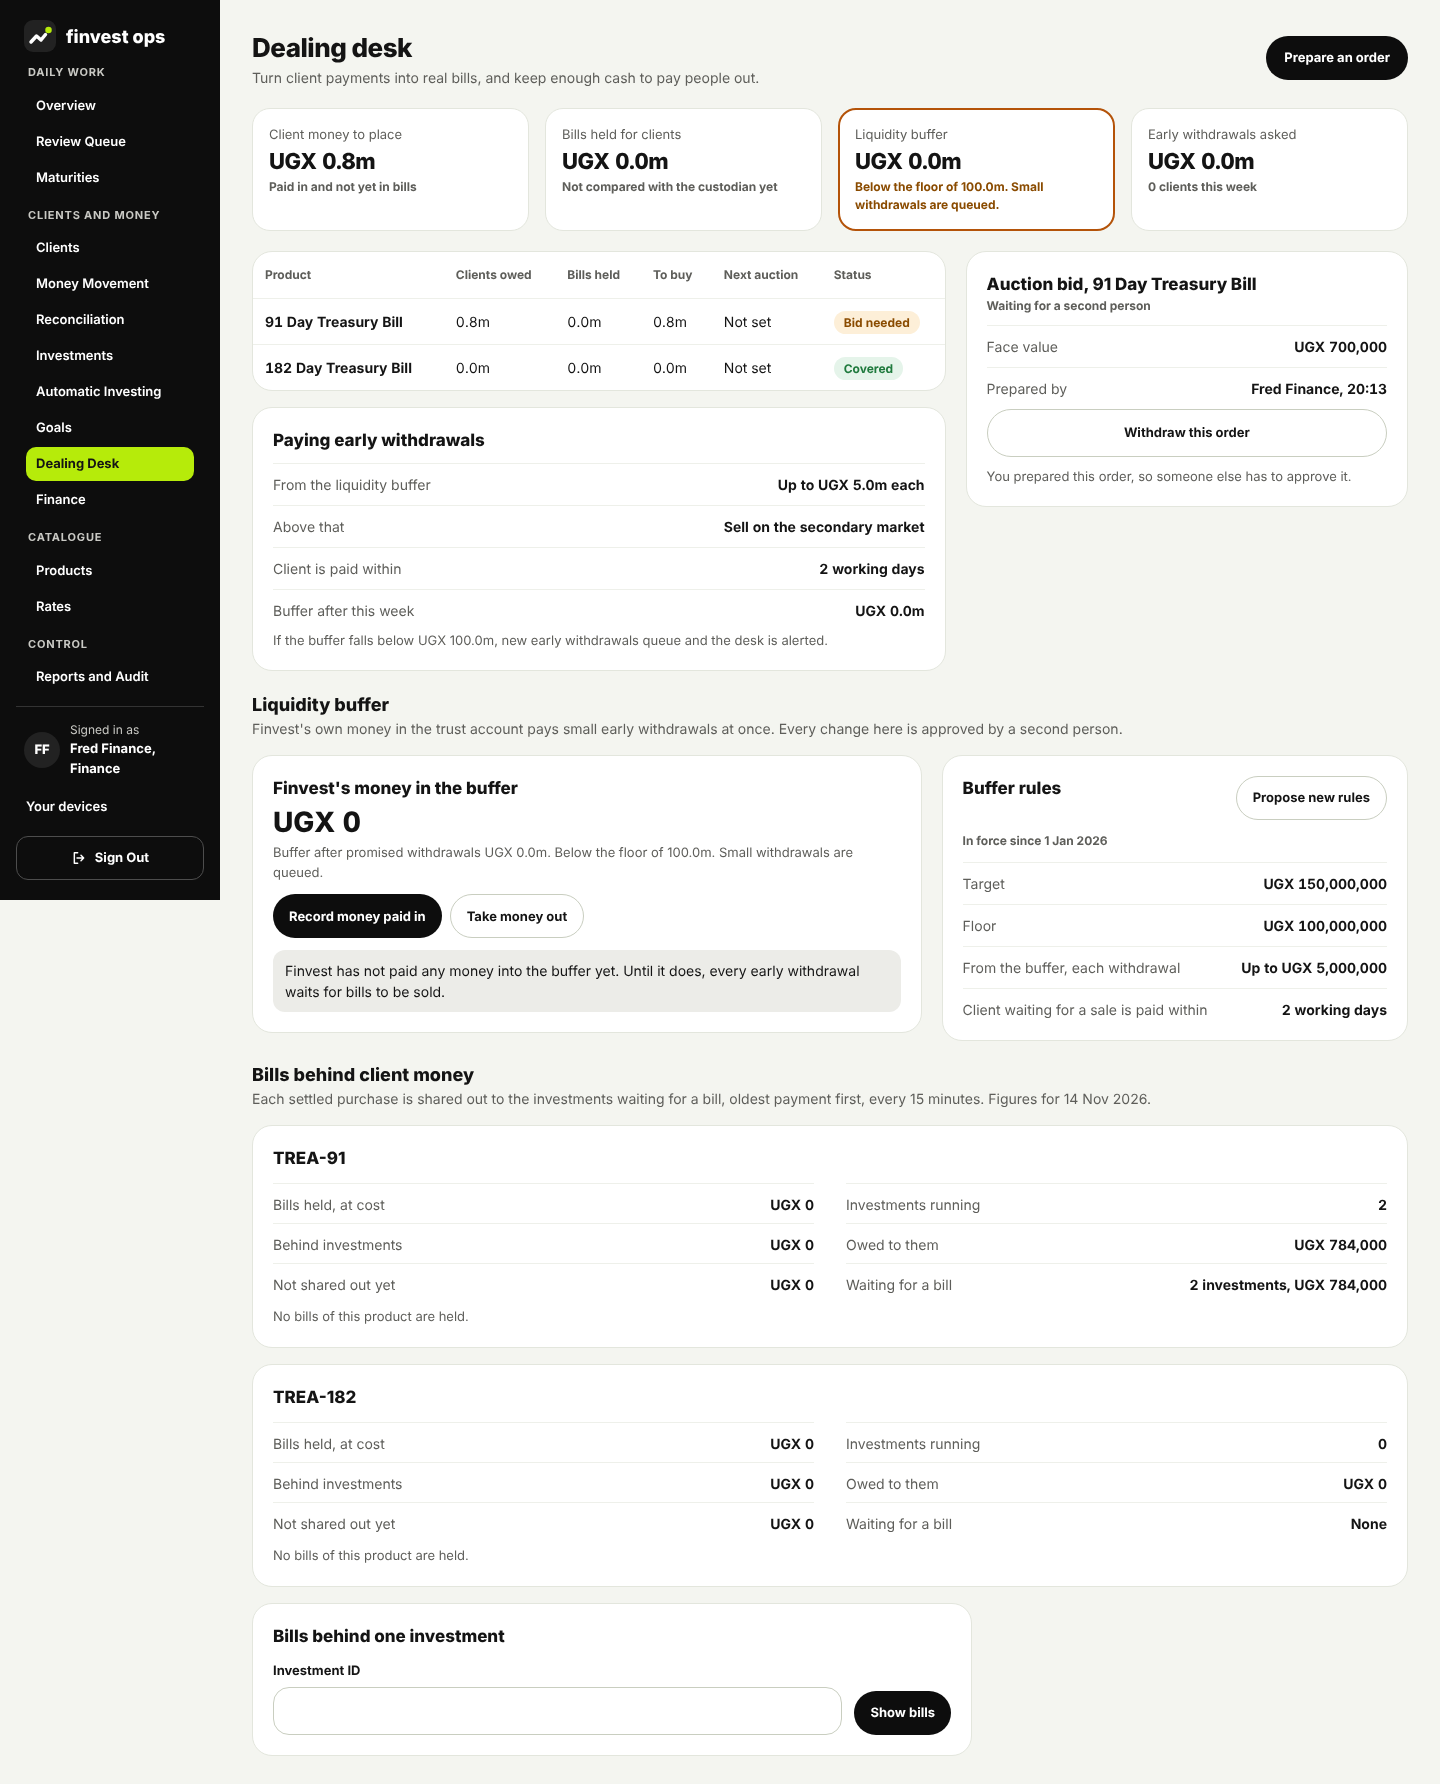 finvest ops
DAILY WORK
Overview
Review Queue
Maturities
CLIENTS AND MONEY
Clients
Money Movement
Reconciliation
Investments
Automatic Investing
Goals
Dealing Desk
Finance
CATALOGUE
Products
Rates
CONTROL
Reports and Audit
FF
Signed in as
Fred Finance,
Finance
Your devices
Sign Out
Dealing desk
Turn client payments into real bills, and keep enough cash to pay people out.
Prepare an order
Client money to place
UGX 0.8m
Paid in and not yet in bills
Bills held for clients
UGX 0.0m
Not compared with the custodian yet
Liquidity buffer
UGX 0.0m
Below the floor of 100.0m. Small
withdrawals are queued.
Early withdrawals asked
UGX 0.0m
0 clients this week
Product Clients owed Bills held To buy Next auction Status
91 Day Treasury Bill 0.8m 0.0m 0.8m Not set Bid needed
182 Day Treasury Bill 0.0m 0.0m 0.0m Not set Covered
Auction bid, 91 Day Treasury Bill
Waiting for a second person
Face value UGX 700,000
Prepared by Fred Finance, 20:13
Withdraw this order
You prepared this order, so someone else has to approve it.
Paying early withdrawals
From the liquidity buffer Up to UGX 5.0m each
Above that Sell on the secondary market
Client is paid within 2 working days
Buffer after this week UGX 0.0m
If the buffer falls below UGX 100.0m, new early withdrawals queue and the desk is alerted.
Liquidity buffer
Finvest's own money in the trust account pays small early withdrawals at once. Every change here is approved by a second person.
Finvest's money in the buffer
UGX 0
Buffer after promised withdrawals UGX 0.0m. Below the floor of 100.0m. Small withdrawals are
queued.
Record money paid in
Take money out
Finvest has not paid any money into the buffer yet. Until it does, every early withdrawal
waits for bills to be sold.
Buffer rules
Propose new rules
In force since 1 Jan 2026
Target UGX 150,000,000
Floor UGX 100,000,000
From the buffer, each withdrawal Up to UGX 5,000,000
Client waiting for a sale is paid within 2 working days
Bills behind client money
Each settled purchase is shared out to the investments waiting for a bill, oldest payment first, every 15 minutes. Figures for 14 Nov 2026.
TREA-91
Bills held, at cost UGX 0
Behind investments UGX 0
Not shared out yet UGX 0
No bills of this product are held.
Investments running 2
Owed to them UGX 784,000
Waiting for a bill 2 investments, UGX 784,000
TREA-182
Bills held, at cost UGX 0
Behind investments UGX 0
Not shared out yet UGX 0
No bills of this product are held.
Investments running 0
Owed to them UGX 0
Waiting for a bill None
Bills behind one investment
Investment ID
Show bills